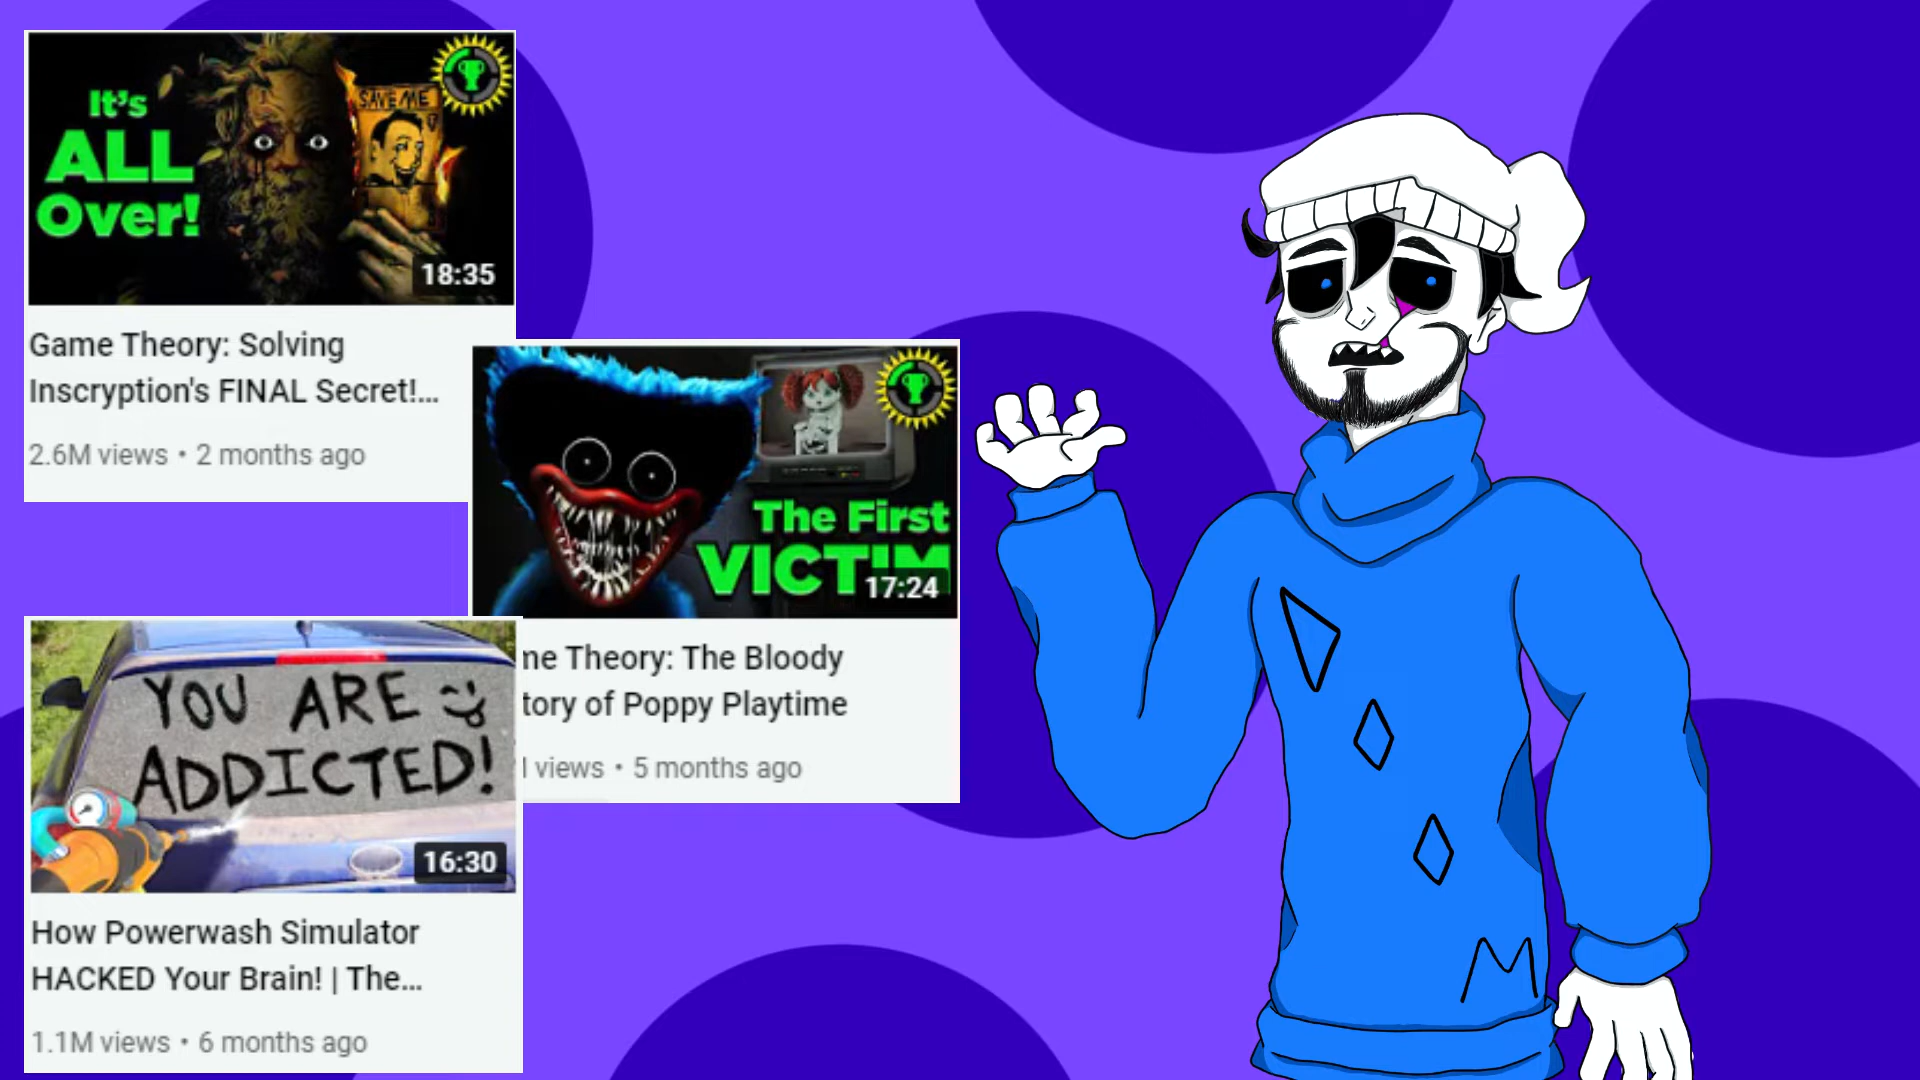 It's
ALL
Over!
SAVE ME
18:35
Game Theory: Solving
Inscryption's FINAL Secret!...
2.6M views • 2 months ago
The First
VICTIM
17:24
me Theory: The Bloody
tory of Poppy Playtime
views • 5 months ago
YOU ARE
ADDICTED!
16:30
How Powerwash Simulator
HACKED Your Brain! | The...
1.1M views • 6 months ago
M